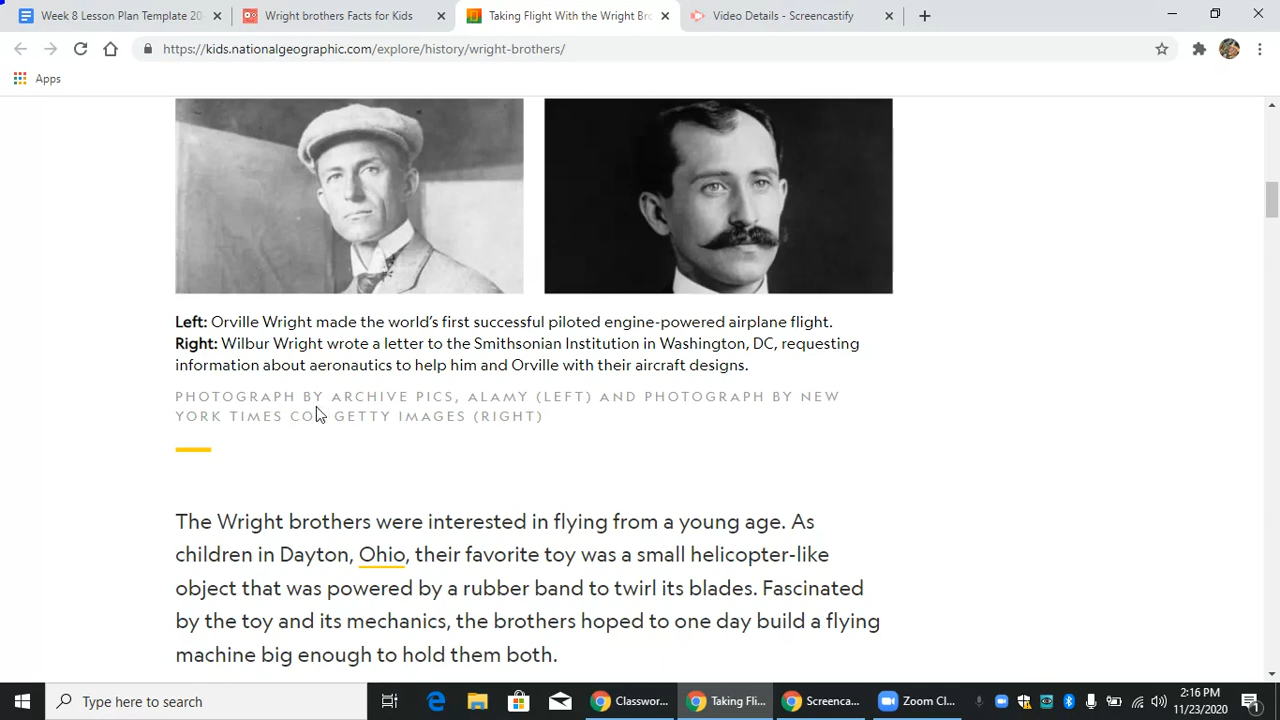 Week 8 Lesson Plan Template 20
Wright brothers Facts for Kids
Taking Flight With the Wright Bro
Video Details - Screencastify
https://kids.nationalgeographic.com/explore/history/wright-brothers/
Apps
Left: Orville Wright made the world's first successful piloted engine-powered airplane flight.
Right: Wilbur Wright wrote a letter to the Smithsonian Institution in Washington, DC, requesting
information about aeronautics to help him and Orville with their aircraft designs.
PHOTOGRAPH BY ARCHIVE PICS, ALAMY (LEFT) AND PHOTOGRAPH BY NEW
YORK TIMES GETTY IMAGES (RIGHT)
The Wright brothers were interested in flying from a young age. As
children in Dayton, Ohio, their favorite toy was a small helicopter-like
object that was powered by a rubber band to twirl its blades. Fascinated
by the toy and its mechanics, the brothers hoped to one day build a flying
machine big enough to hold them both.
Type here to search
Classwor...
Taking Fli...
Screenca...
Zoom Cl...
2:16 PM
11/23/2020
1